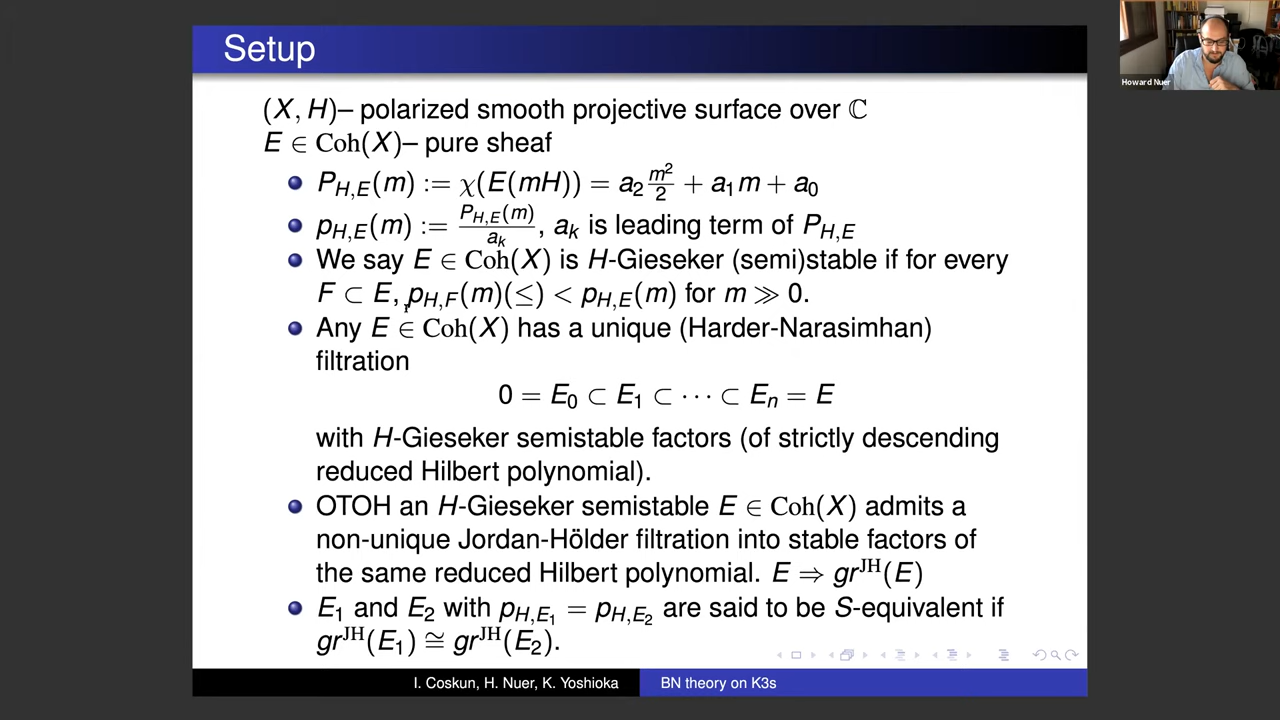 Setup
(X, H)– polarized smooth projective surface over ℂ
E ∈ Coh(X)– pure sheaf
P_{H,E}(m) := χ(E(mH)) = a_2 \frac{m^2}{2} + a_1 m + a_0
p_{H,E}(m) := \frac{P_{H,E}(m)}{a_k}, a_k is leading term of P_{H,E}
We say E ∈ Coh(X) is H-Gieseker (semi)stable if for every
F ⊂ E, p_{H,F}(m)(≤) < p_{H,E}(m) for m ≫ 0.
Any E ∈ Coh(X) has a unique (Harder-Narasimhan)
filtration
0 = E_0 ⊂ E_1 ⊂ ⋯ ⊂ E_n = E
with H-Gieseker semistable factors (of strictly descending
reduced Hilbert polynomial).
OTOH an H-Gieseker semistable E ∈ Coh(X) admits a
non-unique Jordan-Hölder filtration into stable factors of
the same reduced Hilbert polynomial. E ⇒ gr^{JH}(E)
E_1 and E_2 with p_{H,E_1} = p_{H,E_2} are said to be S-equivalent if
gr^{JH}(E_1) ≅ gr^{JH}(E_2).
I. Coskun, H. Nuer, K. Yoshioka
BN theory on K3s
Howard Nuer